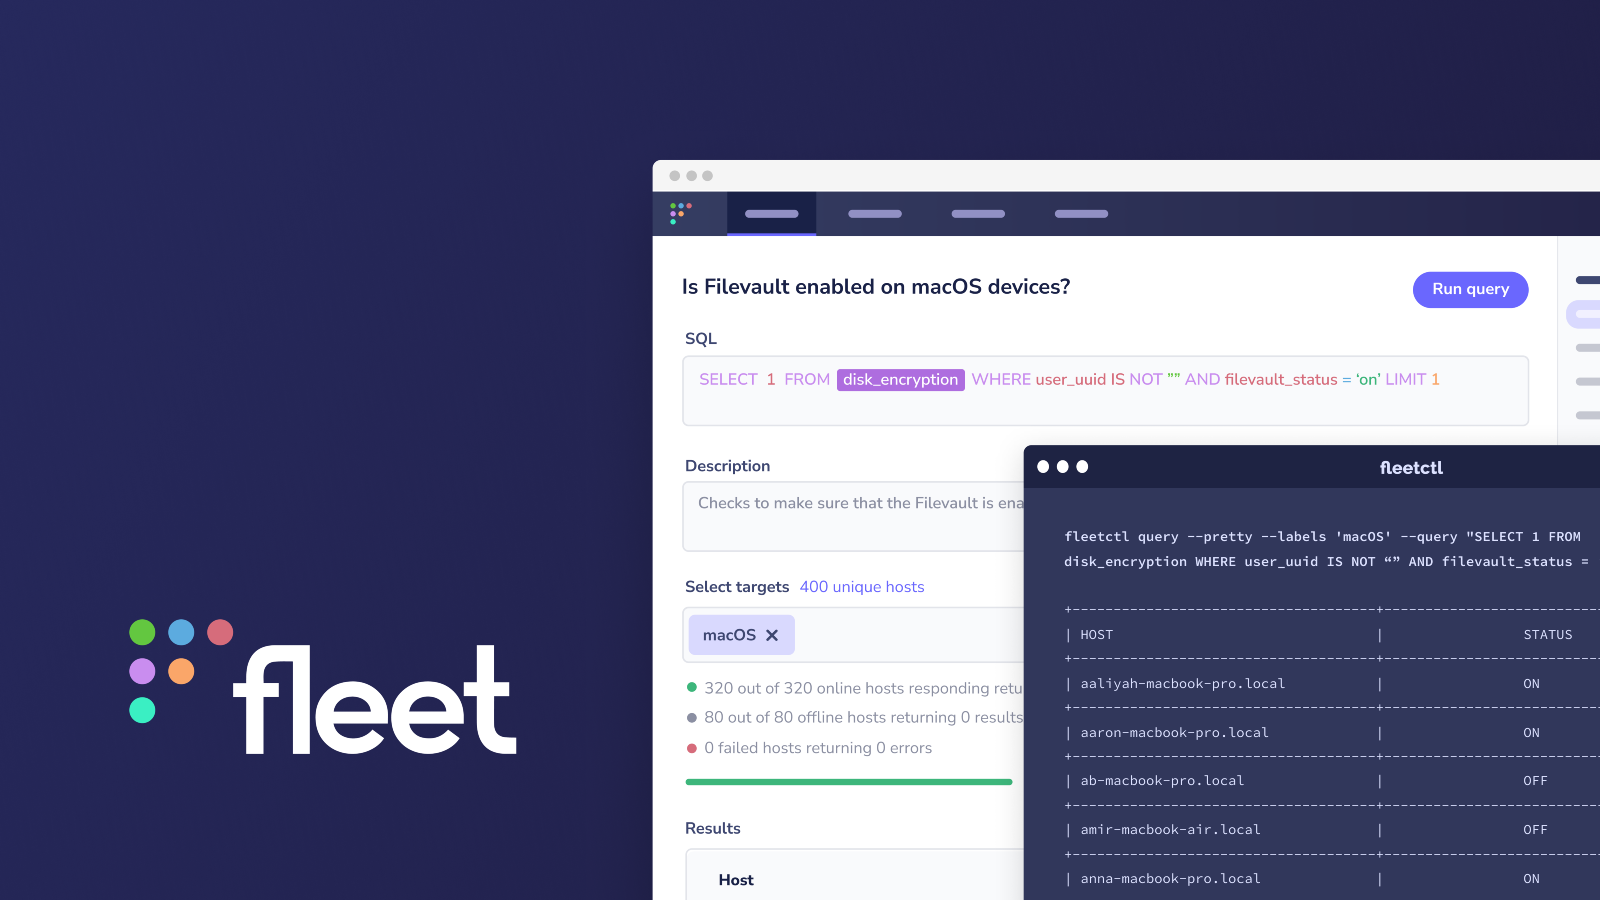 fleet
Is Filevault enabled on macOS devices?
Run query
SQL
SELECT 1 FROM disk_encryption WHERE user_uuid IS NOT ”” AND filevault_status = ‘on’ LIMIT 1
Description
Checks to make sure that the Filevault is ena
Select targets 400 unique hosts
macOS ✕
320 out of 320 online hosts responding retu
80 out of 80 offline hosts returning 0 results
0 failed hosts returning 0 errors
Results
Host
fleetctl
fleetctl query --pretty --labels 'macOS' --query "SELECT 1 FROM
disk_encryption WHERE user_uuid IS NOT “” AND filevault_status =
| HOST | STATUS
| aaliyah-macbook-pro.local | ON
| aaron-macbook-pro.local | ON
| ab-macbook-pro.local | OFF
| amir-macbook-air.local | OFF
| anna-macbook-pro.local | ON